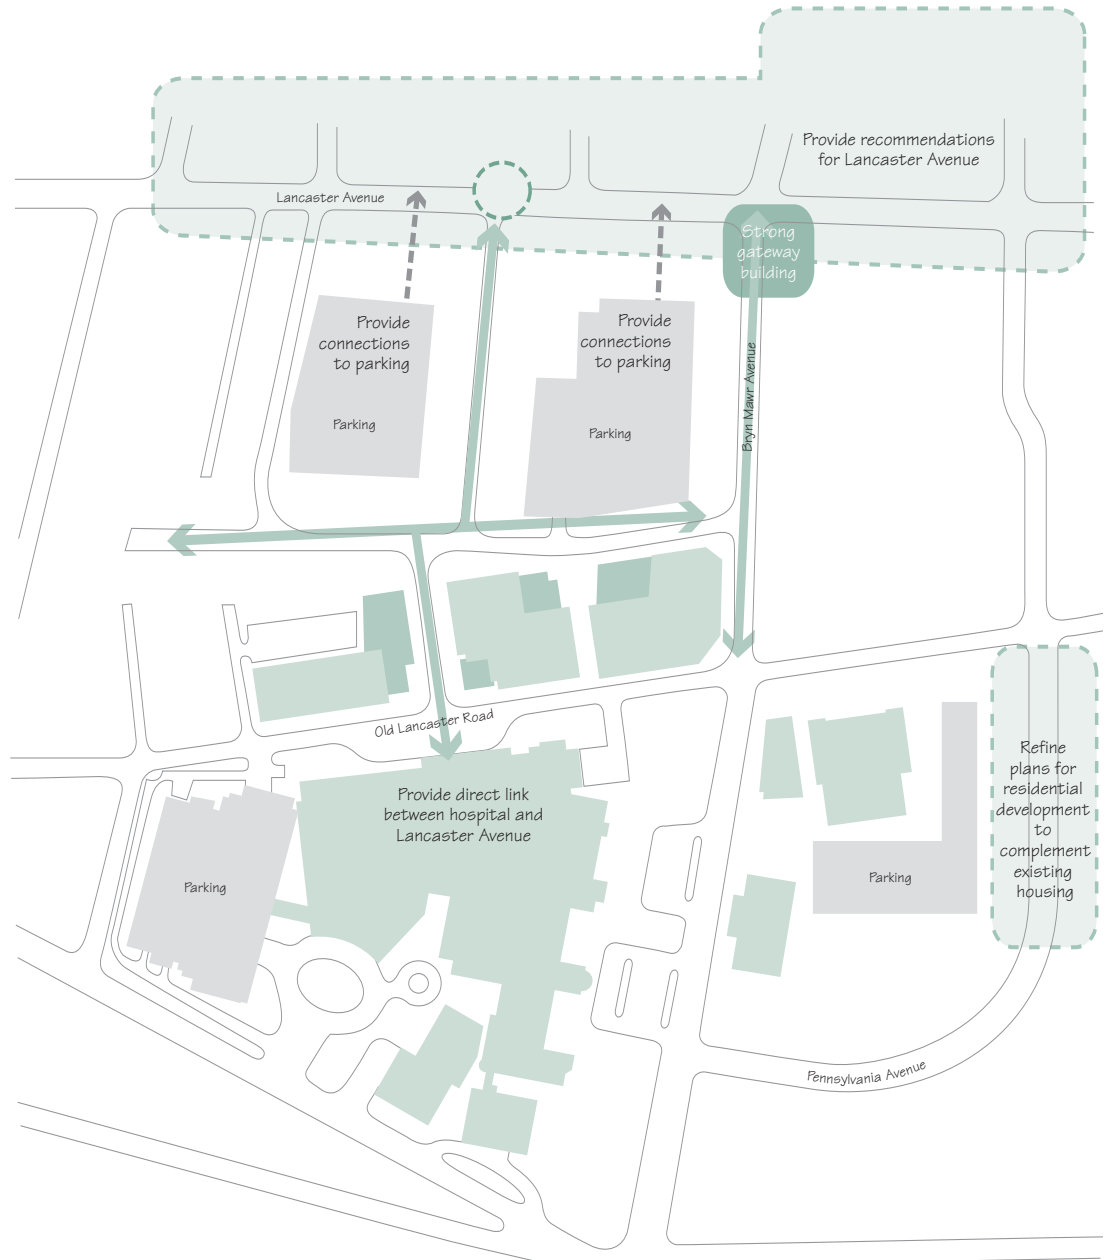 Provide recommendations
for Lancaster Avenue
Lancaster Avenue
Strong
gateway
building
Provide
connections
to parking
Parking
Provide
connections
to parking
Parking
Bryn Mawr Avenue
Old Lancaster Road
Provide direct link
between hospital and
Lancaster Avenue
Parking
Parking
Refine
plans for
residential
development
to
complement
existing
housing
Pennsylvania Avenue